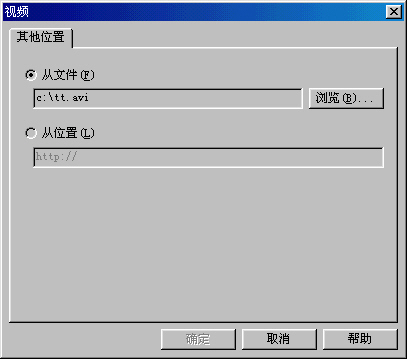 视频
其他位置
从文件(F)
c:\tt.avi
浏览(B)...
从位置(L)
http://
确定
取消
帮助